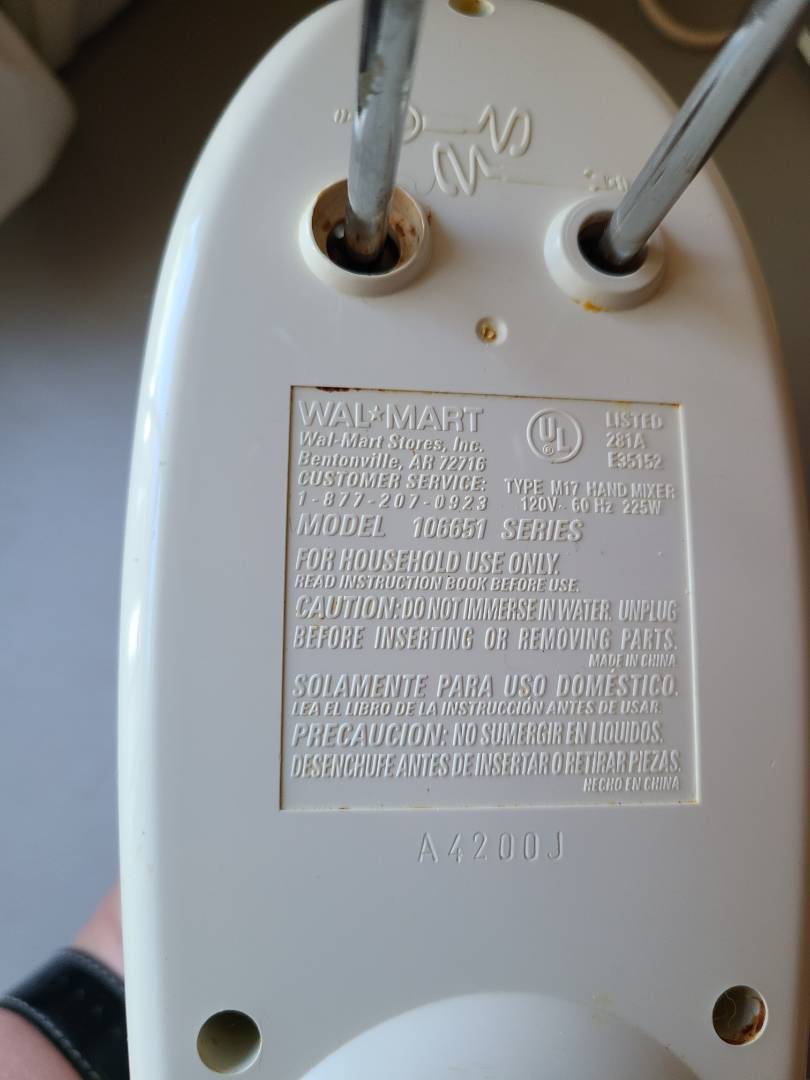 WAL★MART
Wal-Mart Stores, Inc.
Bentonville, AR 72716
CUSTOMER SERVICE:
1-877-207-0923
UL ®
LISTED
281A
E35152
TYPE M17 HAND MIXER
120V~ 60 Hz 225W
MODEL 106651 SERIES
FOR HOUSEHOLD USE ONLY.
READ INSTRUCTION BOOK BEFORE USE.
CAUTION: DO NOT IMMERSE IN WATER. UNPLUG
BEFORE INSERTING OR REMOVING PARTS.
MADE IN CHINA
SOLAMENTE PARA USO DOMÉSTICO.
LEA EL LIBRO DE LA INSTRUCCIÓN ANTES DE USAR.
PRECAUCION: NO SUMERGIR EN LIQUIDOS.
DESENCHUFE ANTES DE INSERTAR O RETIRAR PIEZAS.
HECHO EN CHINA
A4200J